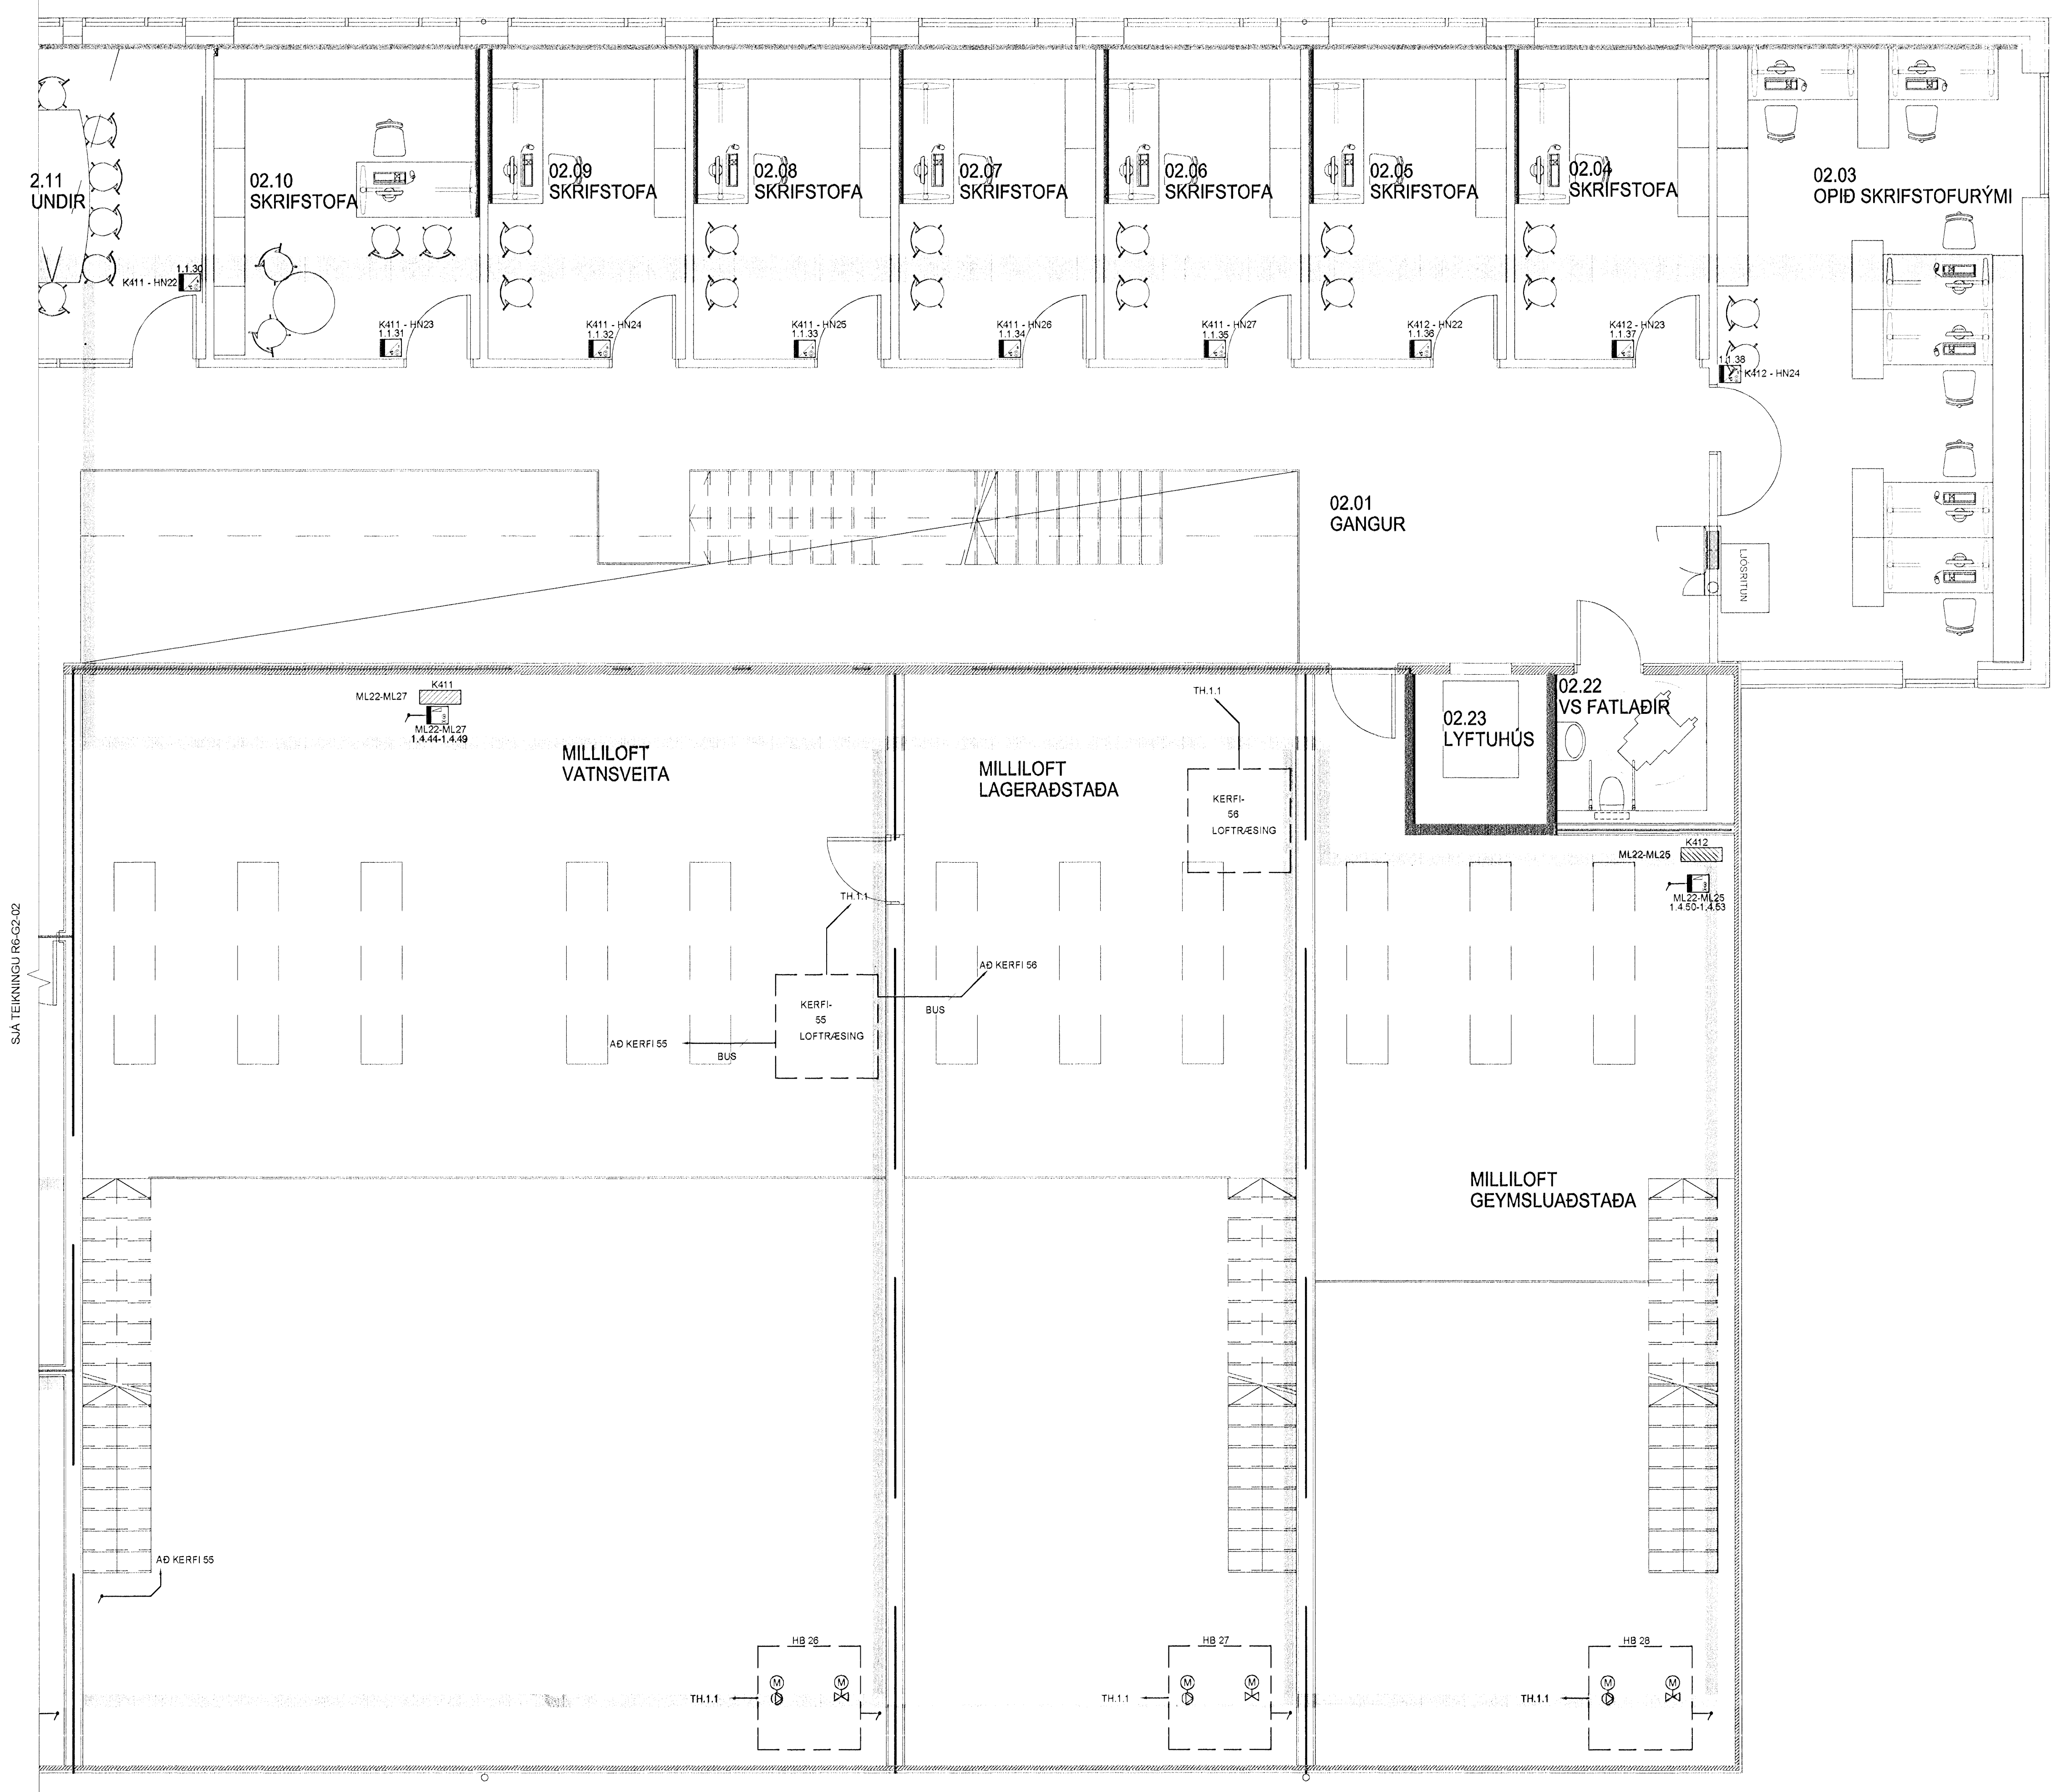 2.11
UNDIR
02.10
SKRIFSTOFA
02.09
SKRIFSTOFA
02.08
SKRIFSTOFA
02.07
SKRIFSTOFA
02.06
SKRIFSTOFA
02.05
SKRIFSTOFA
02.04
SKRIFSTOFA
02.03
OPIÐ SKRIFSTOFURÝMI
1.1.30
K411 - HN22
K411 - HN23
1.1.31
K411 - HN24
1.1.32
K411 - HN25
1.1.33
K411 - HN26
1.1.34
K411 - HN27
1.1.35
K412 - HN22
1.1.36
K412 - HN23
1.1.37
1.1.38
K412 - HN24
02.01
GANGUR
LJÓSRITUN
K411
ML22-ML27
ML22-ML27
1.4.44-1.4.49
MILLILOFT
VATNSVEITA
MILLILOFT
LAGERAÐSTAÐA
TH.1.1
KERFI-
56
LOFTRÆSING
02.23
LYFTUHÚS
02.22
VS FATLAÐIR
K412
ML22-ML25
ML22-ML25
1.4.50-1.4.53
TH.1.1
KERFI-
55
LOFTRÆSING
AÐ KERFI 56
BUS
AÐ KERFI 55
BUS
SJÁ TEIKNINGU R6-G2-02
MILLILOFT
GEYMSLUAÐSTAÐA
AÐ KERFI 55
HB 26
M
M
TH.1.1
HB 27
M
M
TH.1.1
HB 28
M
M
TH.1.1